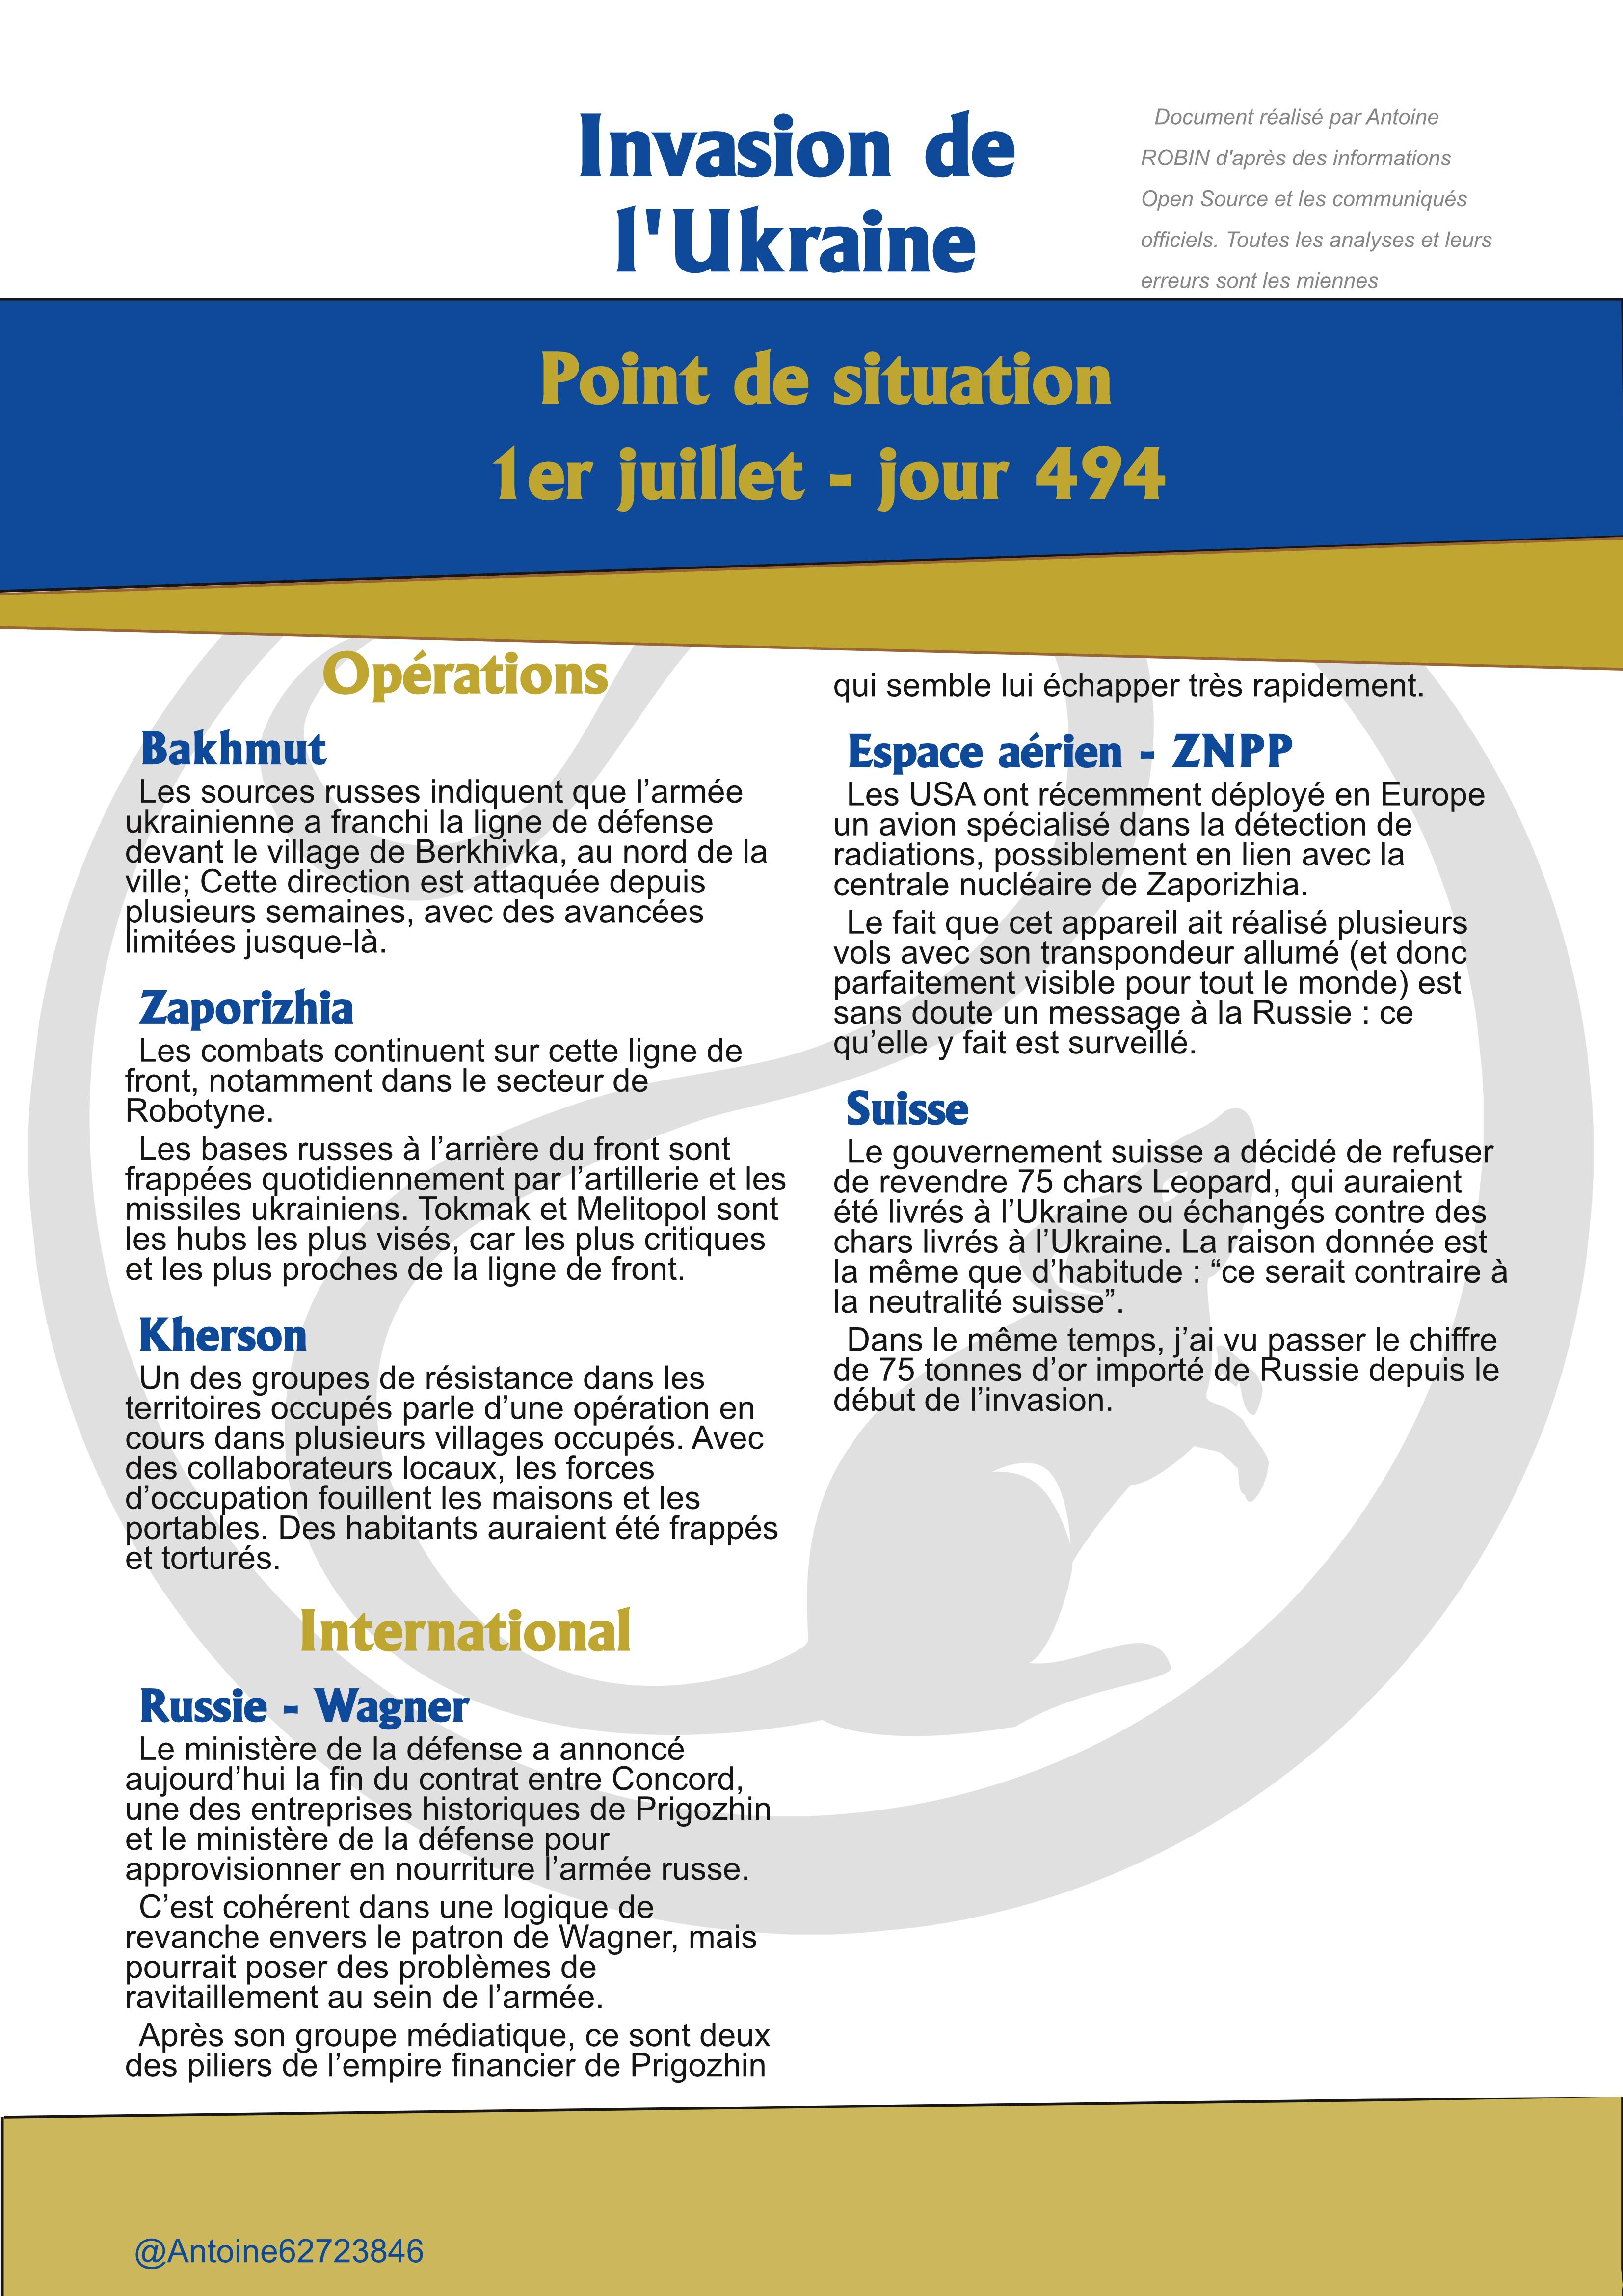 Invasion de
l'Ukraine
Document réalisé par Antoine
ROBIN d'après des informations
Open Source et les communiqués
officiels. Toutes les analyses et leurs
erreurs sont les miennes
Point de situation
1er juillet - jour 494
Opérations
Bakhmut
Les sources russes indiquent que l’armée
ukrainienne a franchi la ligne de défense
devant le village de Berkhivka, au nord de la
ville; Cette direction est attaquée depuis
plusieurs semaines, avec des avancées
limitées jusque-là.
Zaporizhia
Les combats continuent sur cette ligne de
front, notamment dans le secteur de
Robotyne.
Les bases russes à l’arrière du front sont
frappées quotidiennement par l’artillerie et les
missiles ukrainiens. Tokmak et Melitopol sont
les hubs les plus visés, car les plus critiques
et les plus proches de la ligne de front.
Kherson
Un des groupes de résistance dans les
territoires occupés parle d’une opération en
cours dans plusieurs villages occupés. Avec
des collaborateurs locaux, les forces
d’occupation fouillent les maisons et les
portables. Des habitants auraient été frappés
et torturés.
International
Russie - Wagner
Le ministère de la défense a annoncé
aujourd’hui la fin du contrat entre Concord,
une des entreprises historiques de Prigozhin
et le ministère de la défense pour
approvisionner en nourriture l’armée russe.
C’est cohérent dans une logique de
revanche envers le patron de Wagner, mais
pourrait poser des problèmes de
ravitaillement au sein de l’armée.
Après son groupe médiatique, ce sont deux
des piliers de l’empire financier de Prigozhin
qui semble lui échapper très rapidement.
Espace aérien - ZNPP
Les USA ont récemment déployé en Europe
un avion spécialisé dans la détection de
radiations, possiblement en lien avec la
centrale nucléaire de Zaporizhia.
Le fait que cet appareil ait réalisé plusieurs
vols avec son transpondeur allumé (et donc
parfaitement visible pour tout le monde) est
sans doute un message à la Russie : ce
qu’elle y fait est surveillé.
Suisse
Le gouvernement suisse a décidé de refuser
de revendre 75 chars Leopard, qui auraient
été livrés à l’Ukraine ou échangés contre des
chars livrés à l’Ukraine. La raison donnée est
la même que d’habitude : “ce serait contraire à
la neutralité suisse”.
Dans le même temps, j’ai vu passer le chiffre
de 75 tonnes d’or importé de Russie depuis le
début de l’invasion.
@Antoine62723846